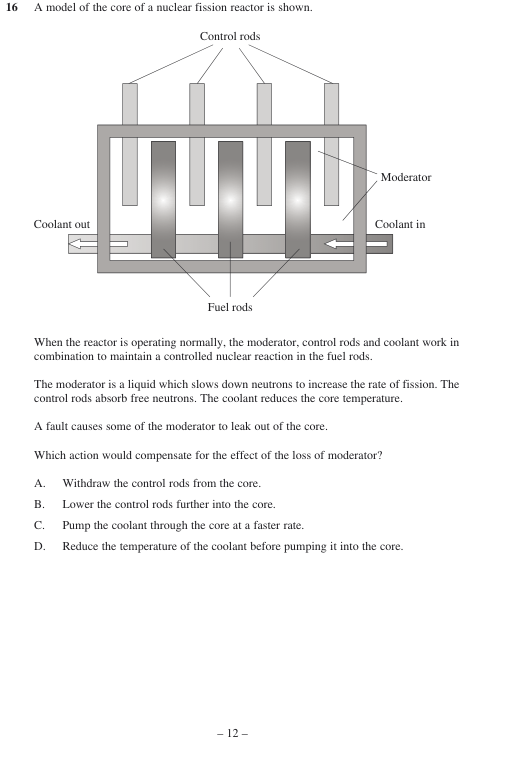 16 A model of the core of a nuclear fission reactor is shown.
Control rods
Moderator
Coolant out
Coolant in
Fuel rods
When the reactor is operating normally, the moderator, control rods and coolant work in
combination to maintain a controlled nuclear reaction in the fuel rods.
The moderator is a liquid which slows down neutrons to increase the rate of fission. The
control rods absorb free neutrons. The coolant reduces the core temperature.
A fault causes some of the moderator to leak out of the core.
Which action would compensate for the effect of the loss of moderator?
A. Withdraw the control rods from the core.
B. Lower the control rods further into the core.
C. Pump the coolant through the core at a faster rate.
D. Reduce the temperature of the coolant before pumping it into the core.
– 12 –